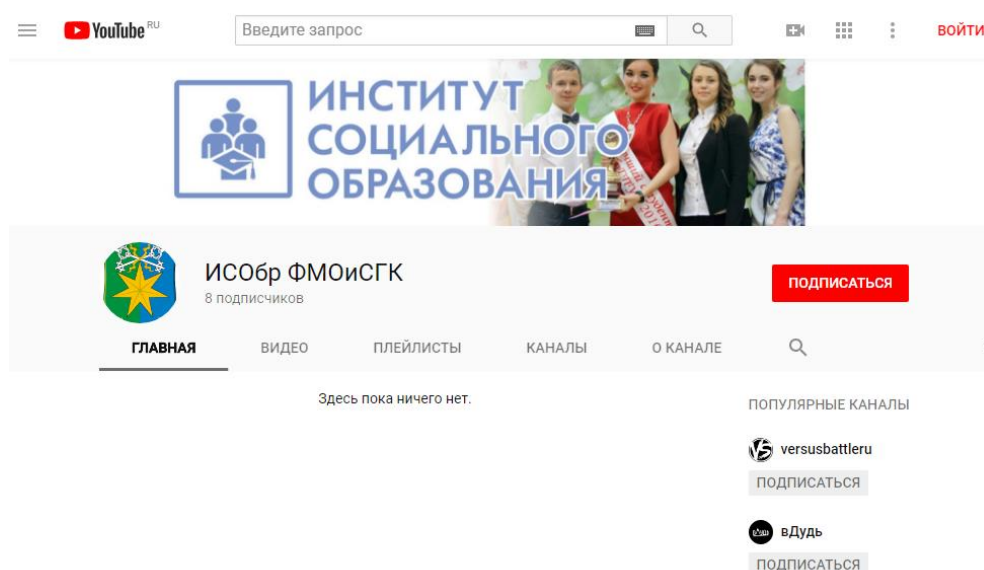 YouTube RU
Введите запрос
ВОЙТИ
ИНСТИТУТ
СОЦИАЛЬНОГО
ОБРАЗОВАНИЯ
ИСОбр ФМОиСГК
8 подписчиков
ПОДПИСАТЬСЯ
ГЛАВНАЯ ВИДЕО ПЛЕЙЛИСТЫ КАНАЛЫ О КАНАЛЕ
Здесь пока ничего нет.
ПОПУЛЯРНЫЕ КАНАЛЫ
VS versusbattleru
ПОДПИСАТЬСЯ
вДудь
ПОДПИСАТЬСЯ